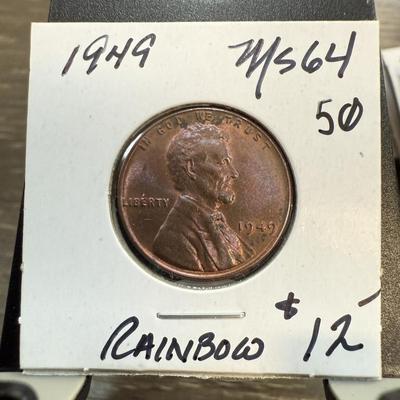 1949 MS64
50
IN GOD WE TRUST
LIBERTY
1949
RAINBOW $12